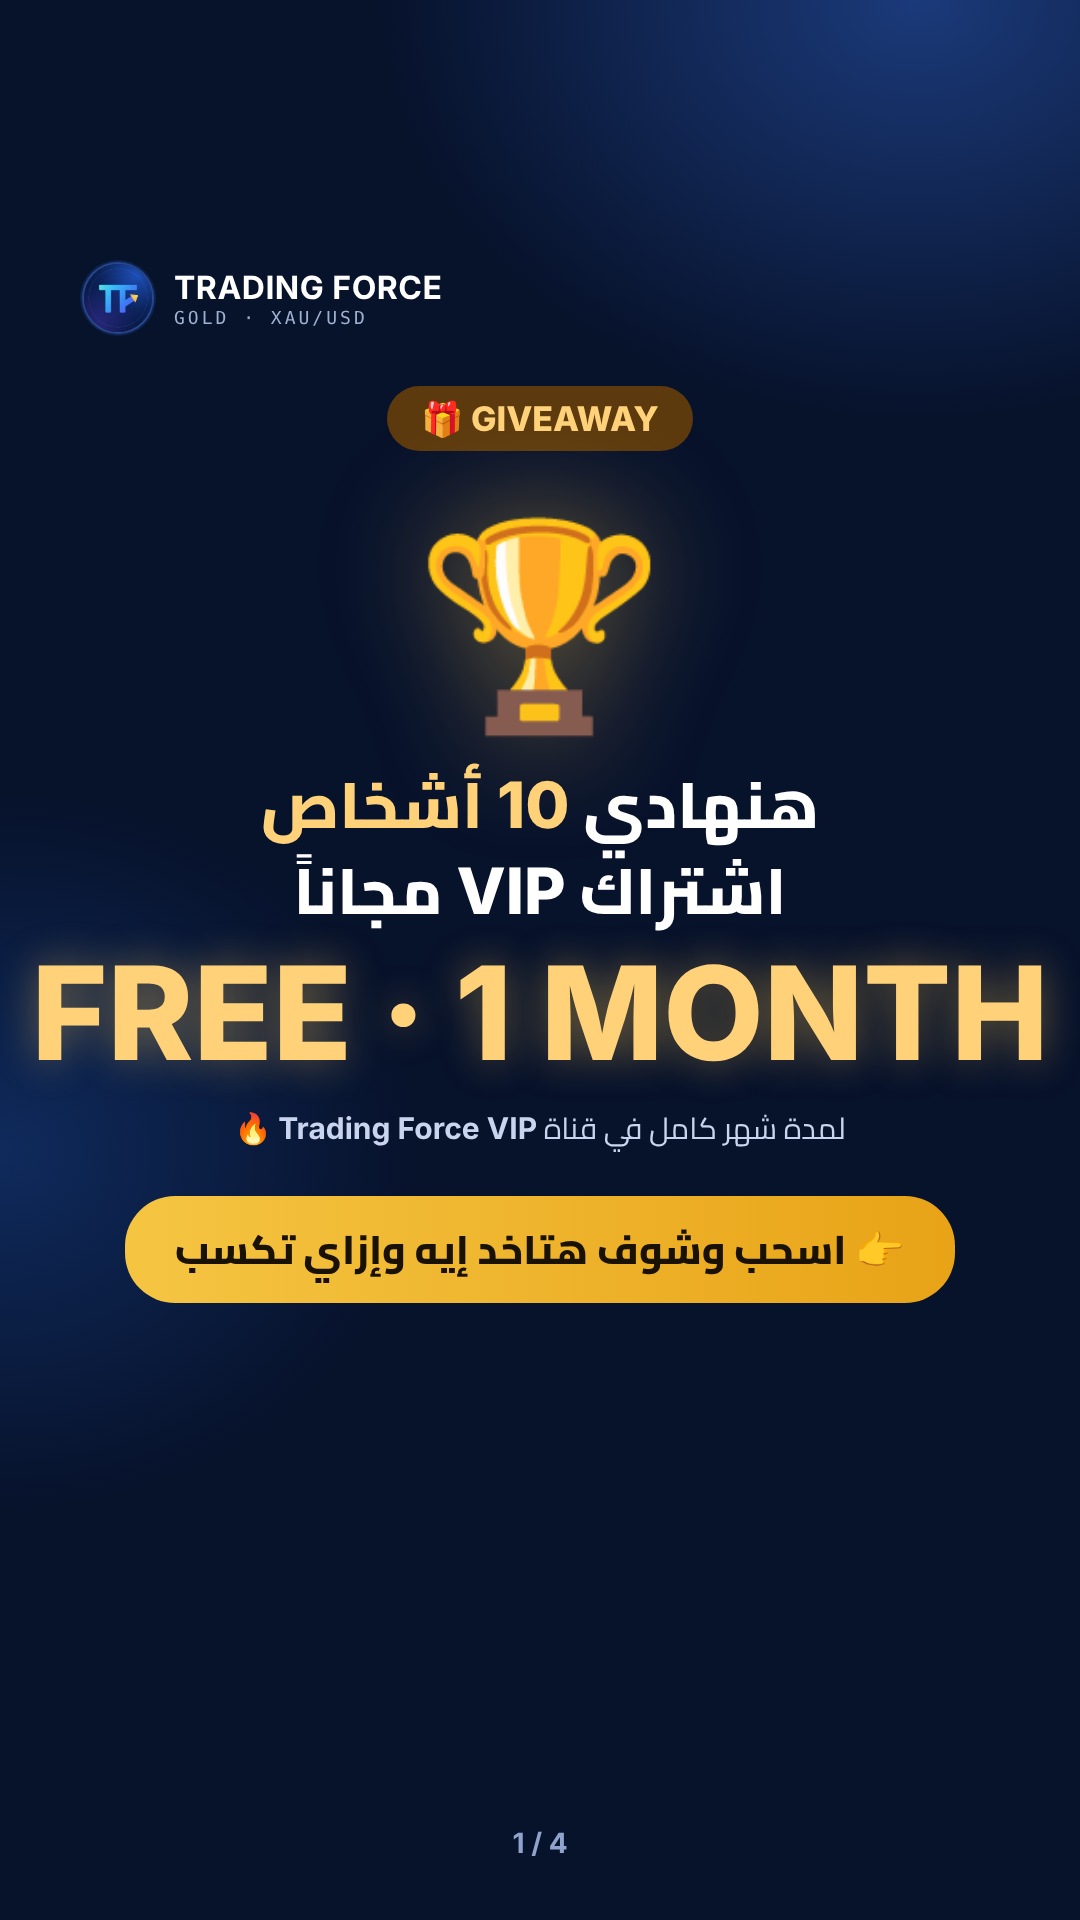 TRADING FORCE
GOLD · XAU/USD
🎁 GIVEAWAY
هنهادي 10 أشخاص
اشتراك VIP مجاناً
FREE · 1 MONTH
لمدة شهر كامل في قناة Trading Force VIP 🔥
👉 اسحب وشوف هتاخد إيه وإزاي تكسب
1 / 4